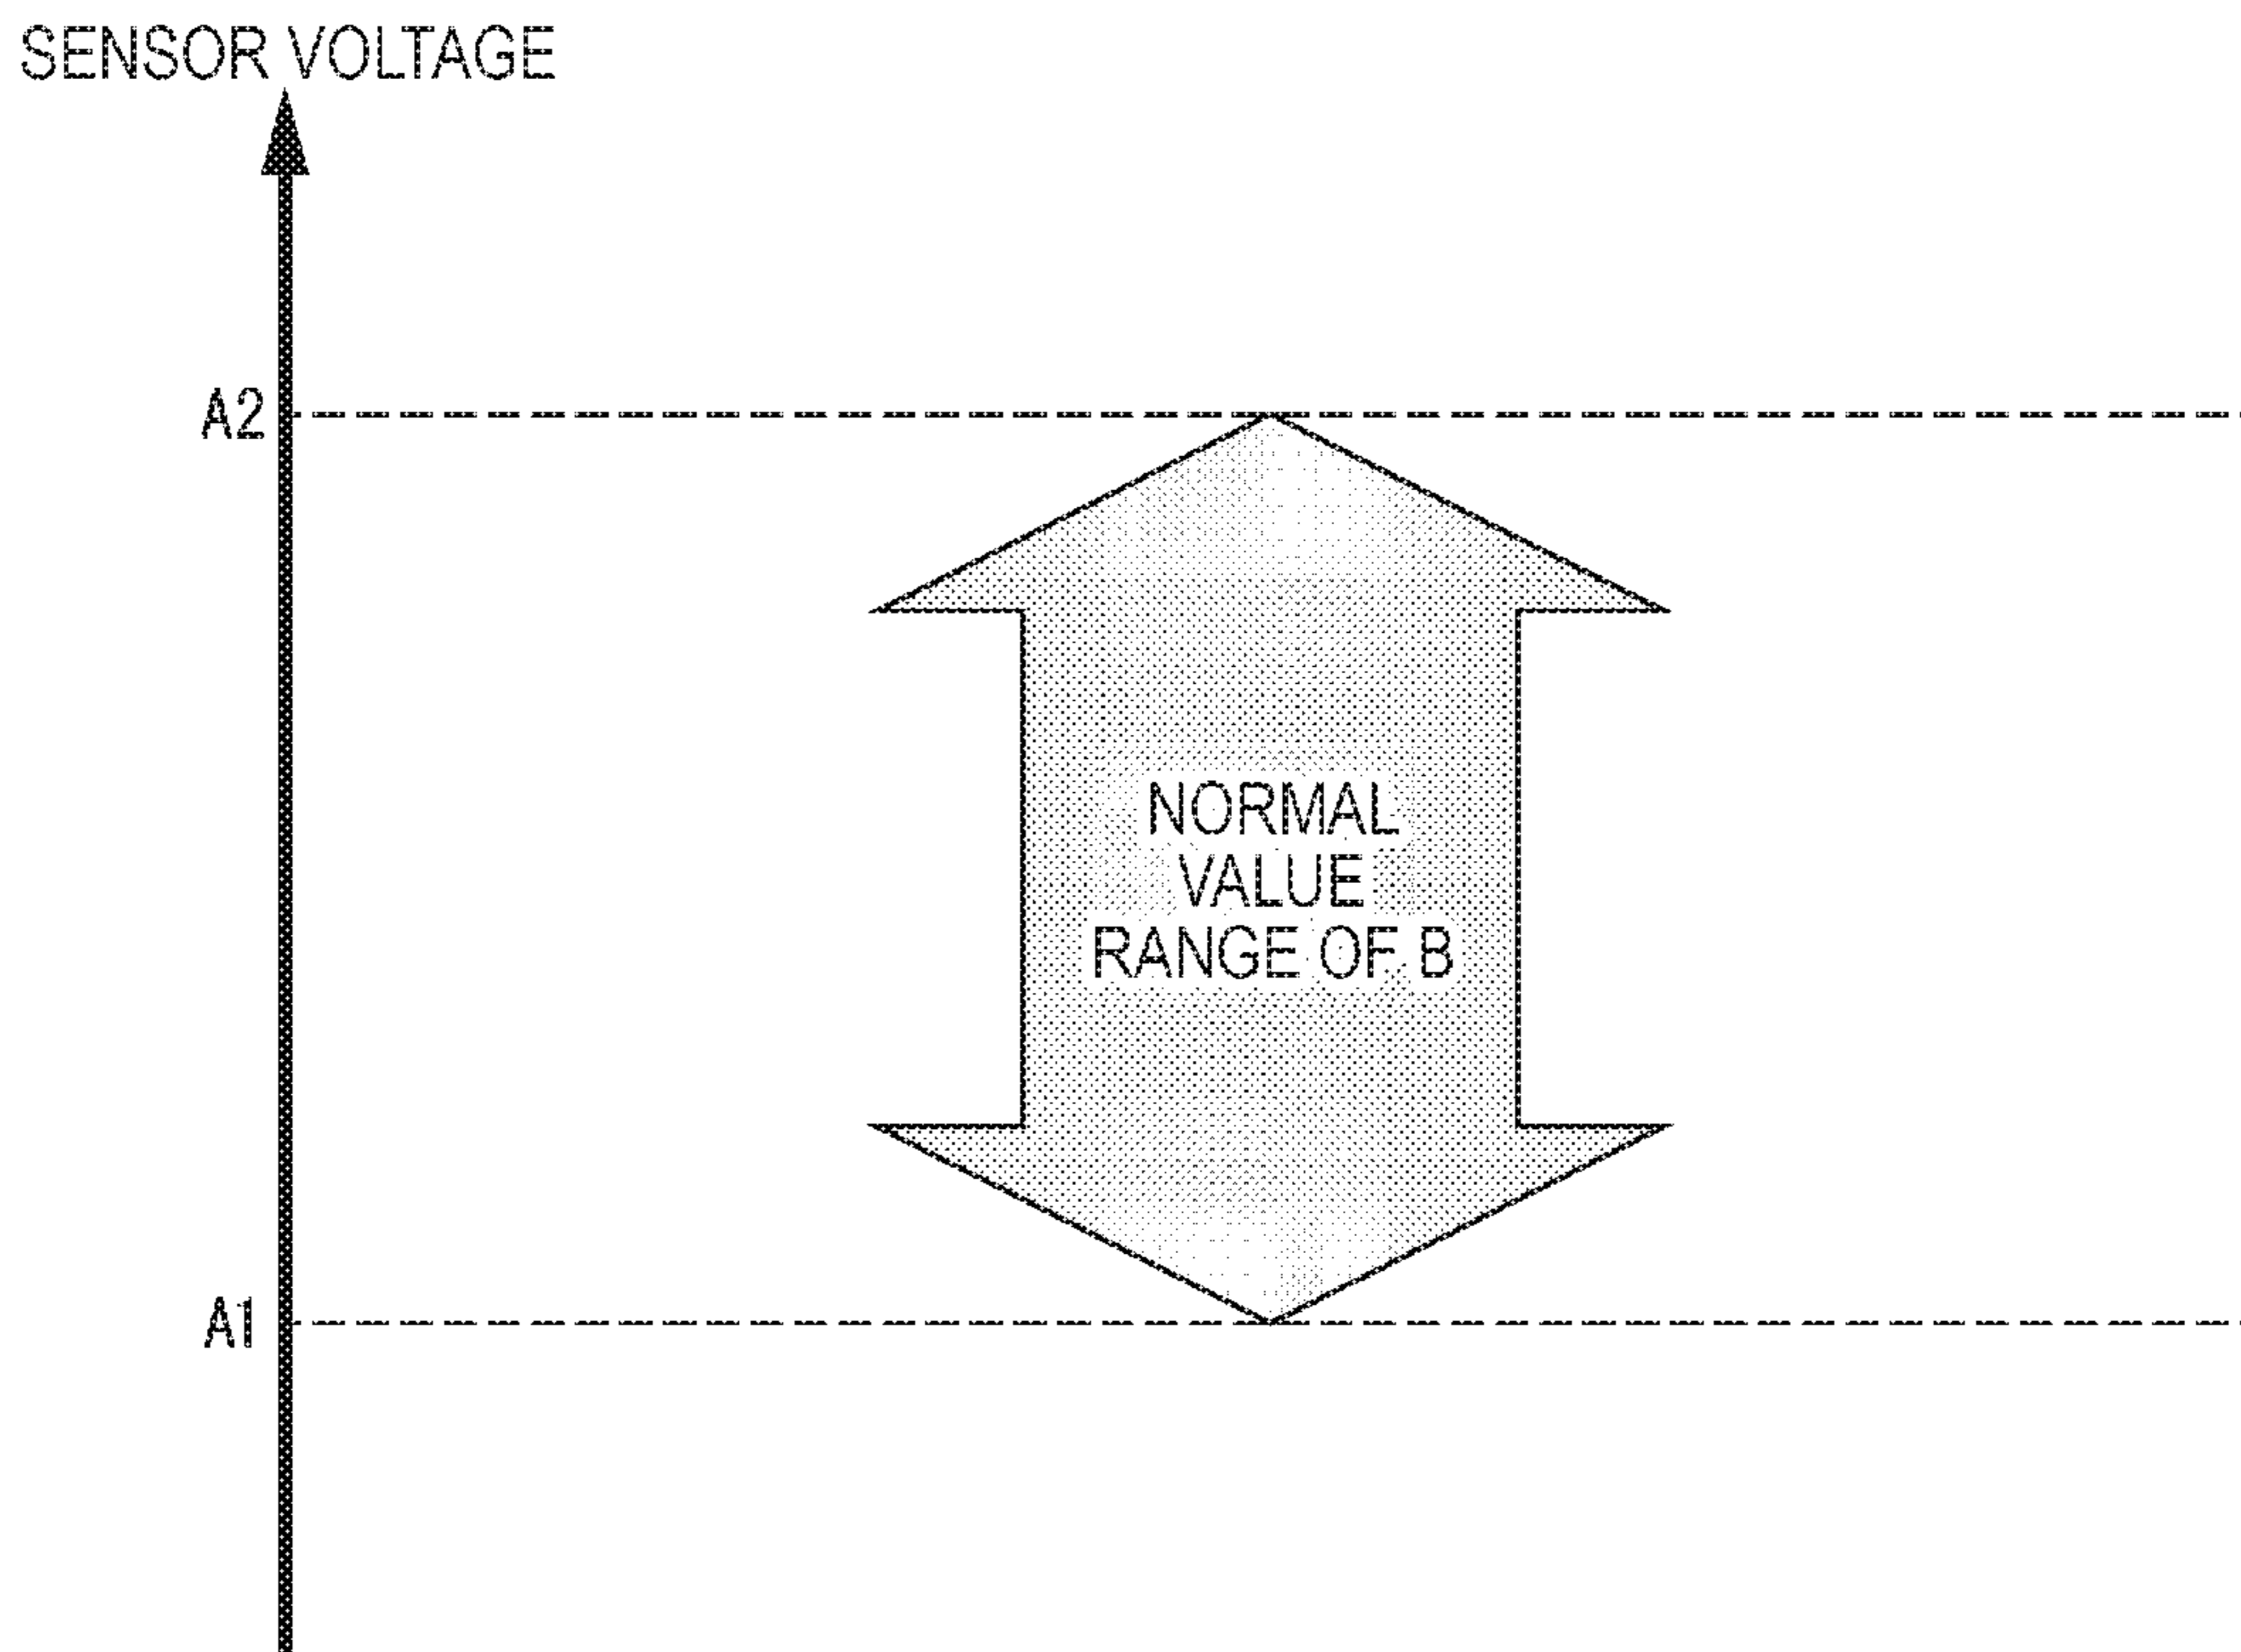 SENSOR VOLTAGE
A2
NORMAL
VALUE
RANGE OF B
A1